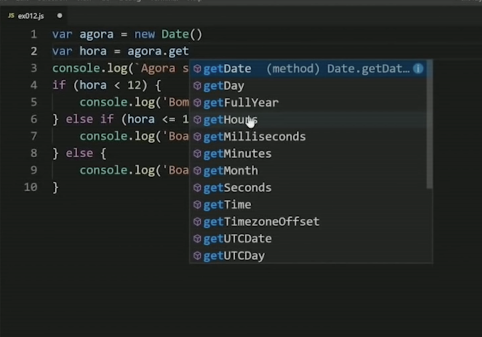 JS ex012.js
1 var agora = new Date()
2 var hora = agora.get
3 console.log(`Agora s
4 if (hora < 12) {
5 console.log('Bom
6 } else if (hora <= 1
7 console.log('Boa
8 } else {
9 console.log('Boa
10 }
getDate (method) Date.getDat…
getDay
getFullYear
getHours
getMilliseconds
getMinutes
getMonth
getSeconds
getTime
getTimezoneOffset
getUTCDate
getUTCDay